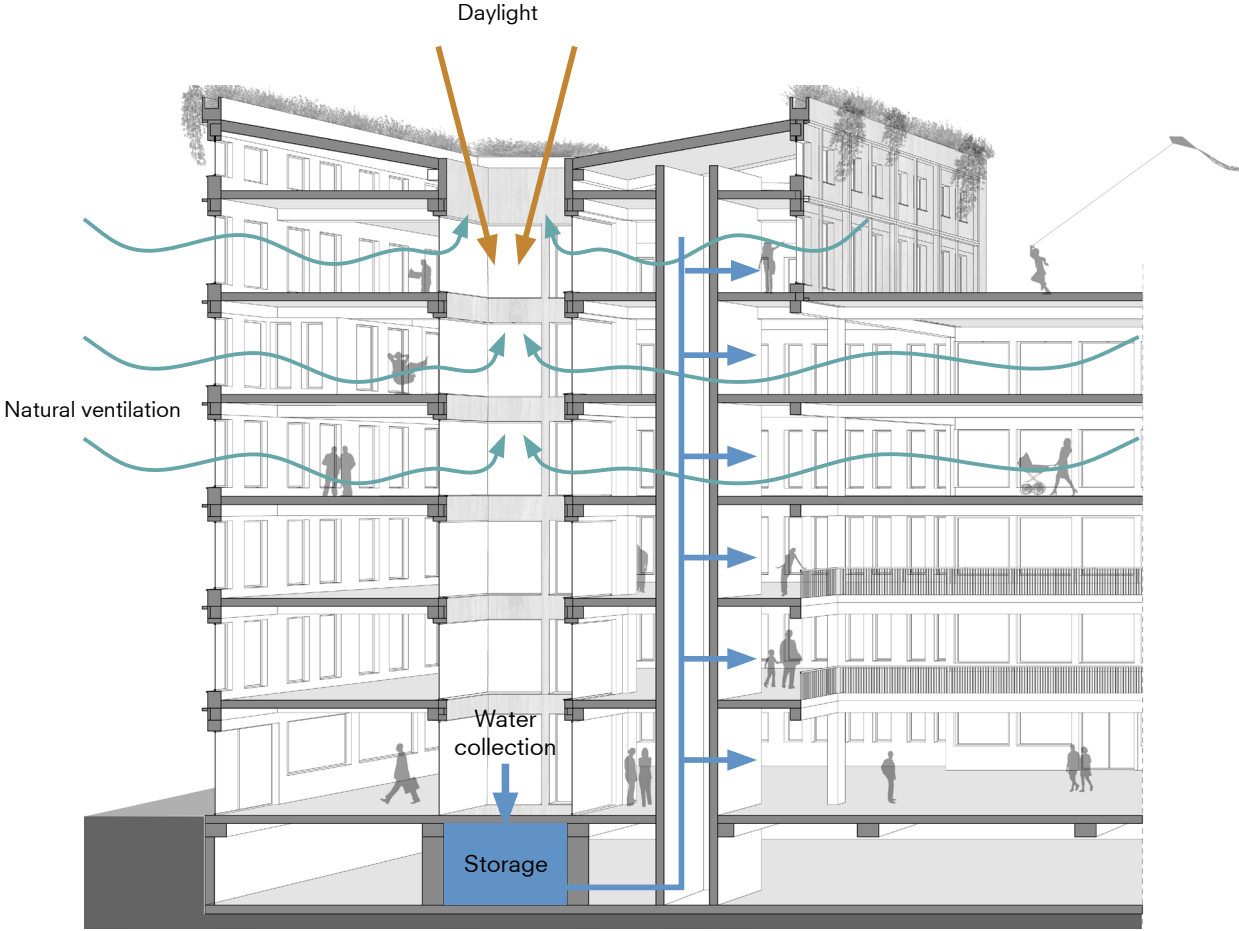 Daylight
Natural ventilation
Water
collection
Storage